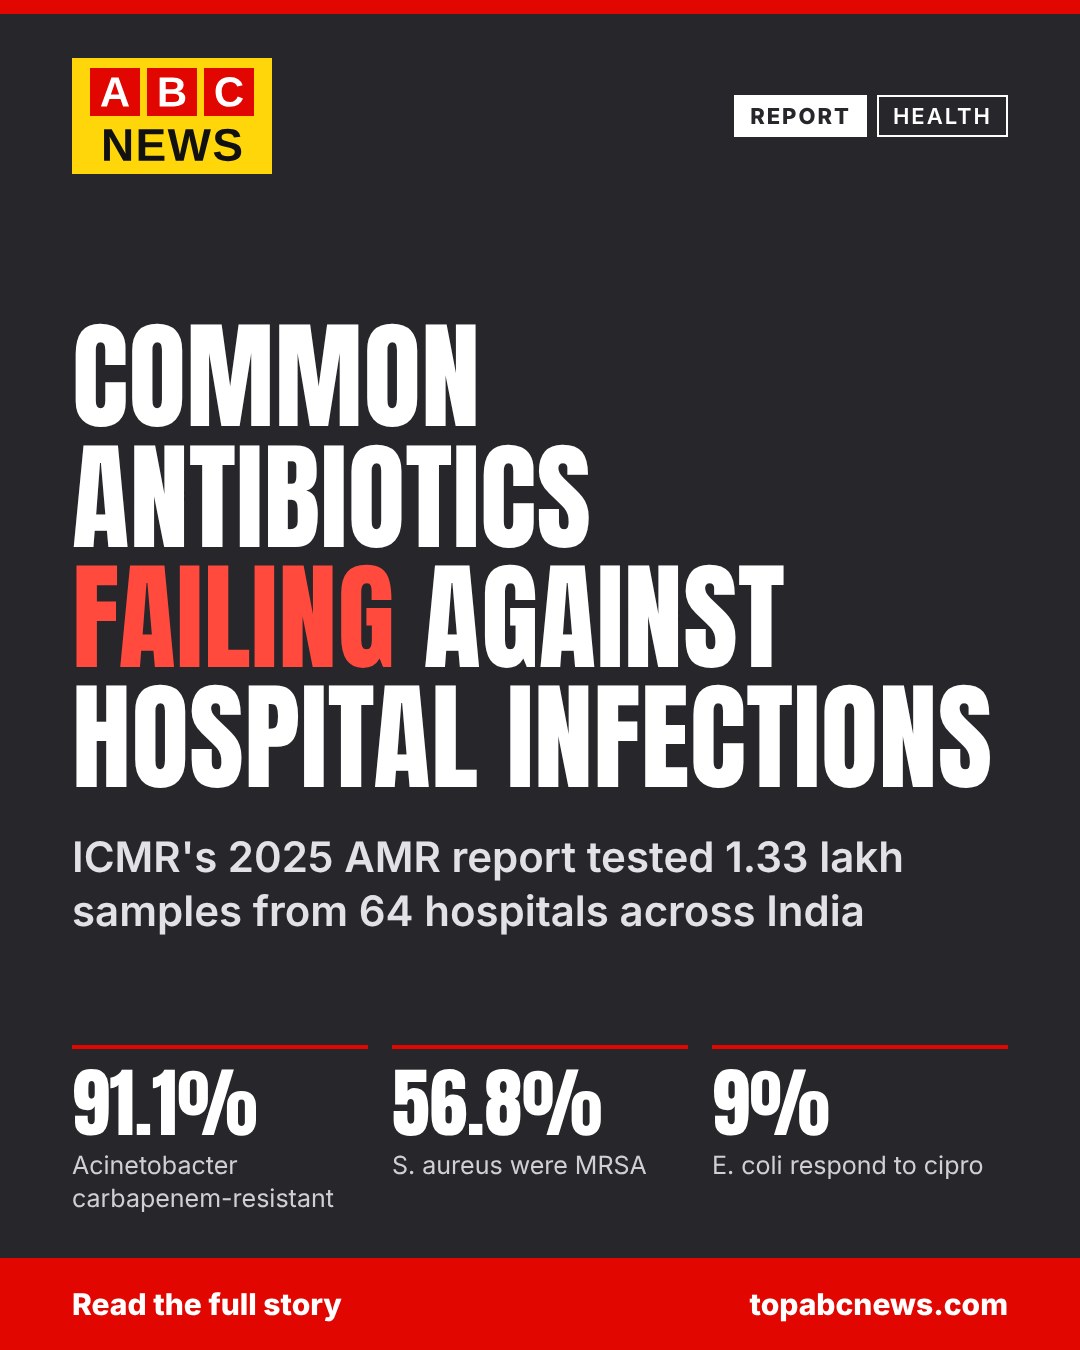 ABC
NEWS
REPORT
HEALTH
COMMON
ANTIBIOTICS
FAILING AGAINST
HOSPITAL INFECTIONS
ICMR's 2025 AMR report tested 1.33 lakh
samples from 64 hospitals across India
91.1%
Acinetobacter
carbapenem-resistant
56.8%
S. aureus were MRSA
9%
E. coli respond to cipro
Read the full story
topabcnews.com